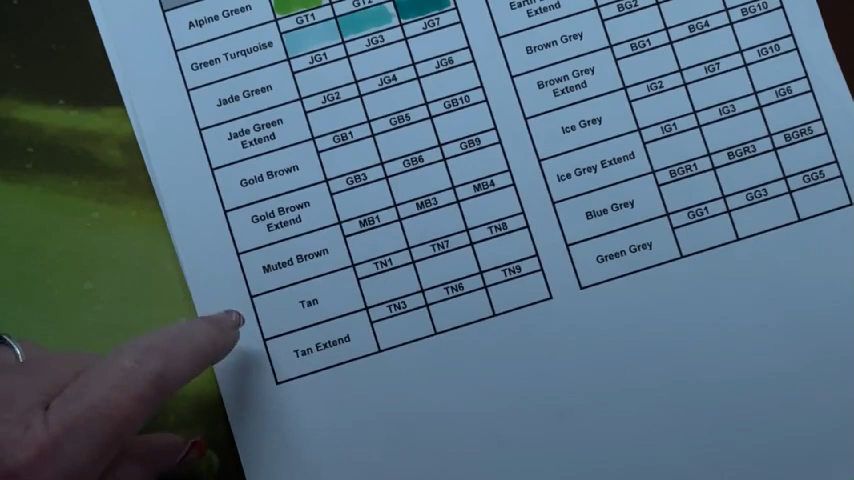 Alpine Green
GT1 GT2 GT7
Green Turquoise
JG1 JG3 JG7
Jade Green
JG2 JG4 JG6
Jade Green
Extend
GB1 GB5 GB10
Gold Brown
GB3 GB6 GB9
Gold Brown
Extend
MB1 MB3 MB4
Muted Brown
TN1 TN7 TN8
Tan
TN3 TN6 TN9
Tan Extend
Extend
BG2 BG10
Brown Grey
BG1 BG4
Brown Grey
Extend
IG2 IG7 IG10
Ice Grey
IG1 IG3 IG6
Ice Grey Extend
BGR1 BGR3 BGR5
Blue Grey
GG1 GG3 GG5
Green Grey